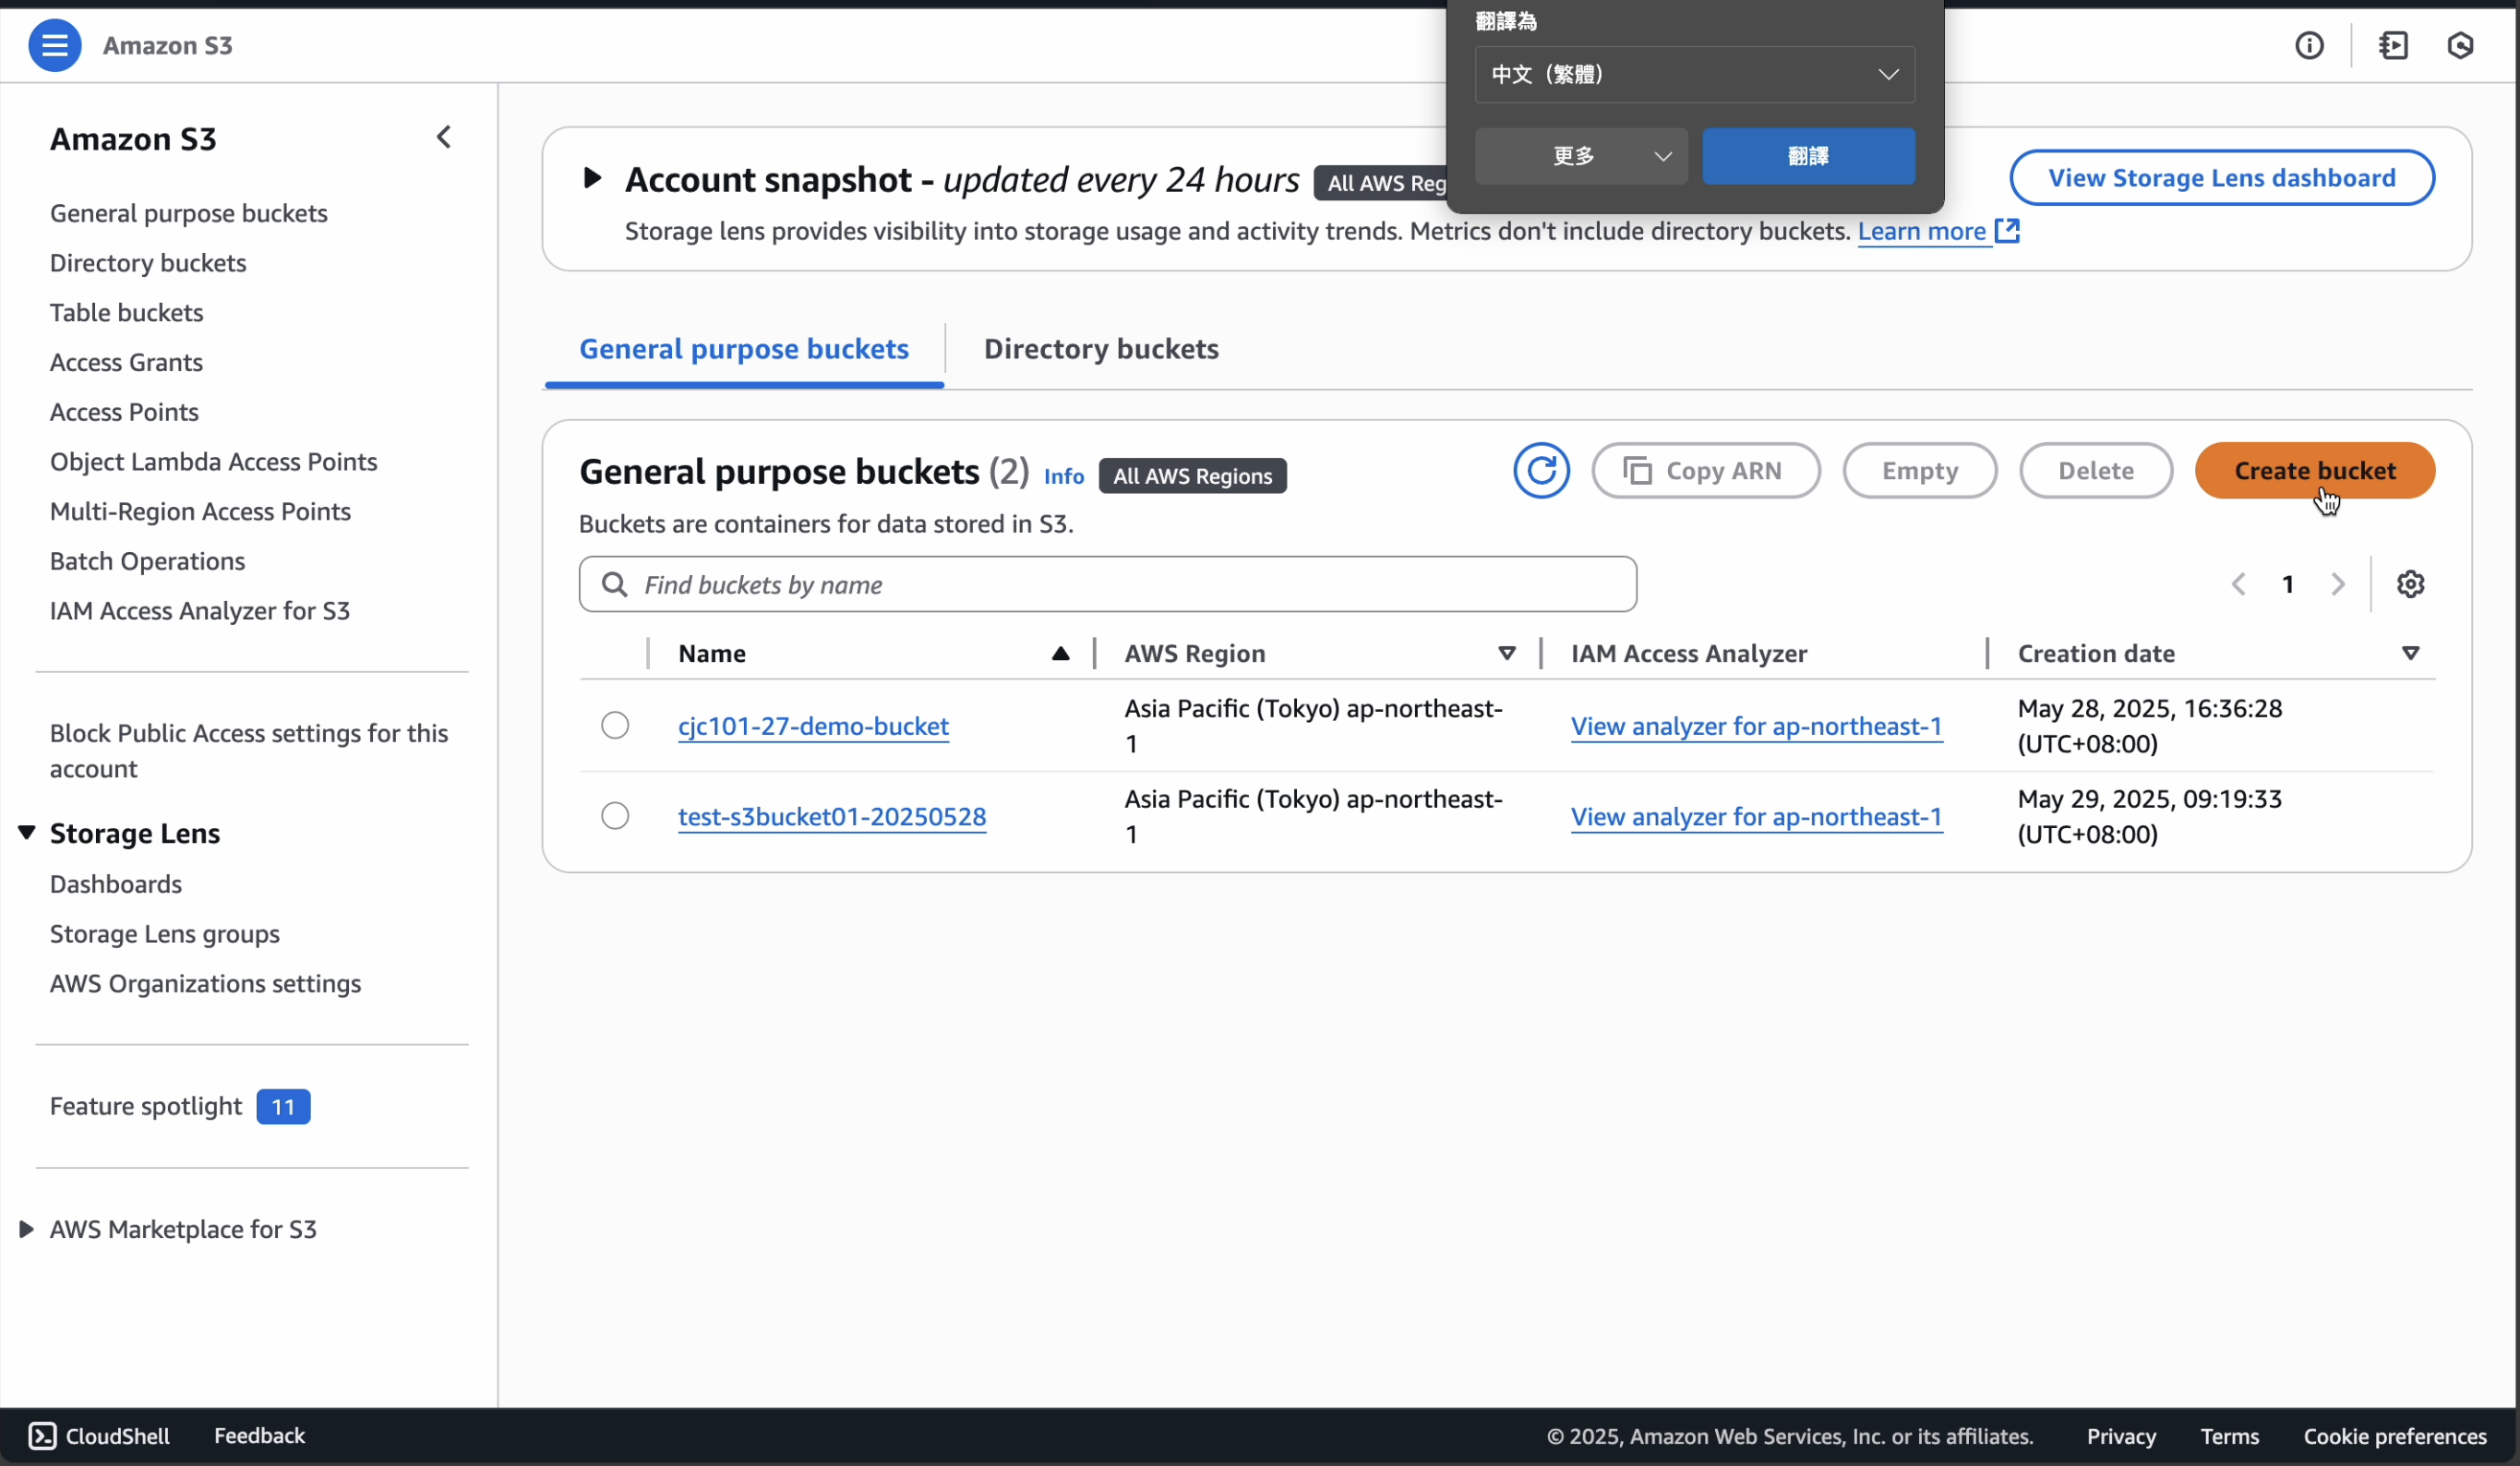 Amazon S3
翻譯為
中文（繁體）
更多
翻譯
Amazon S3
General purpose buckets
Directory buckets
Table buckets
Access Grants
Access Points
Object Lambda Access Points
Multi-Region Access Points
Batch Operations
IAM Access Analyzer for S3
Block Public Access settings for this
account
Storage Lens
Dashboards
Storage Lens groups
AWS Organizations settings
Feature spotlight 11
AWS Marketplace for S3
Account snapshot - updated every 24 hours All AWS Reg
View Storage Lens dashboard
Storage lens provides visibility into storage usage and activity trends. Metrics don't include directory buckets. Learn more
General purpose buckets
Directory buckets
General purpose buckets (2) Info All AWS Regions
Copy ARN
Empty
Delete
Create bucket
Buckets are containers for data stored in S3.
Find buckets by name
1
Name
AWS Region
IAM Access Analyzer
Creation date
cjc101-27-demo-bucket
Asia Pacific (Tokyo) ap-northeast-
1
View analyzer for ap-northeast-1
May 28, 2025, 16:36:28
(UTC+08:00)
test-s3bucket01-20250528
Asia Pacific (Tokyo) ap-northeast-
1
View analyzer for ap-northeast-1
May 29, 2025, 09:19:33
(UTC+08:00)
CloudShell
Feedback
© 2025, Amazon Web Services, Inc. or its affiliates.
Privacy
Terms
Cookie preferences